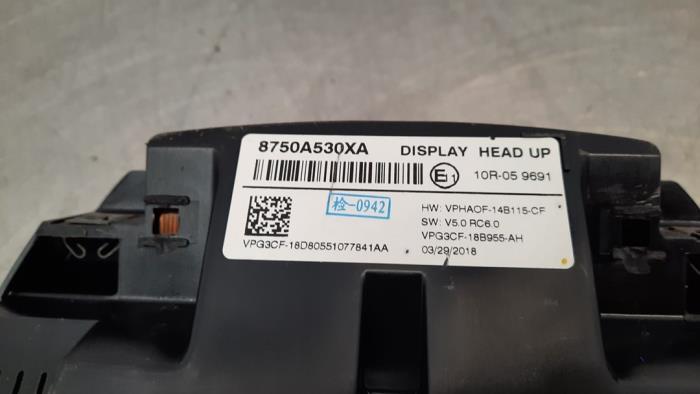 8750A530XA DISPLAY HEAD UP
E1 10R-05 9691
检-0942
HW: VPHAOF-14B115-CF
SW: V5.0 RC6.0
VPG3CF-18D80551077841AA VPG3CF-18B955-AH
03/29/2018